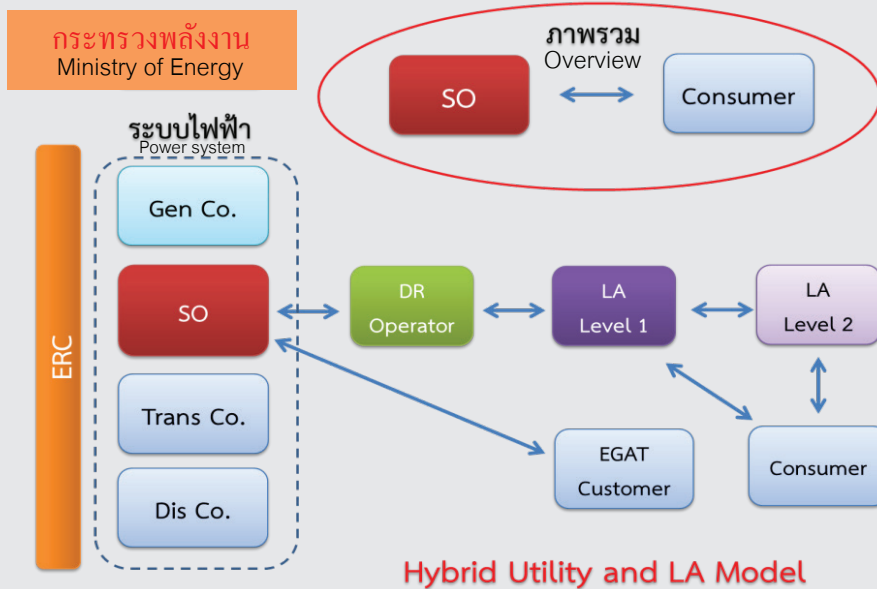 กระทรวงพลังงาน
Ministry of Energy
ภาพรวม
Overview
SO
Consumer
ระบบไฟฟ้า
Power system
ERC
Gen Co.
SO
DR
Operator
LA
Level 1
LA
Level 2
Trans Co.
EGAT
Customer
Consumer
Dis Co.
Hybrid Utility and LA Model